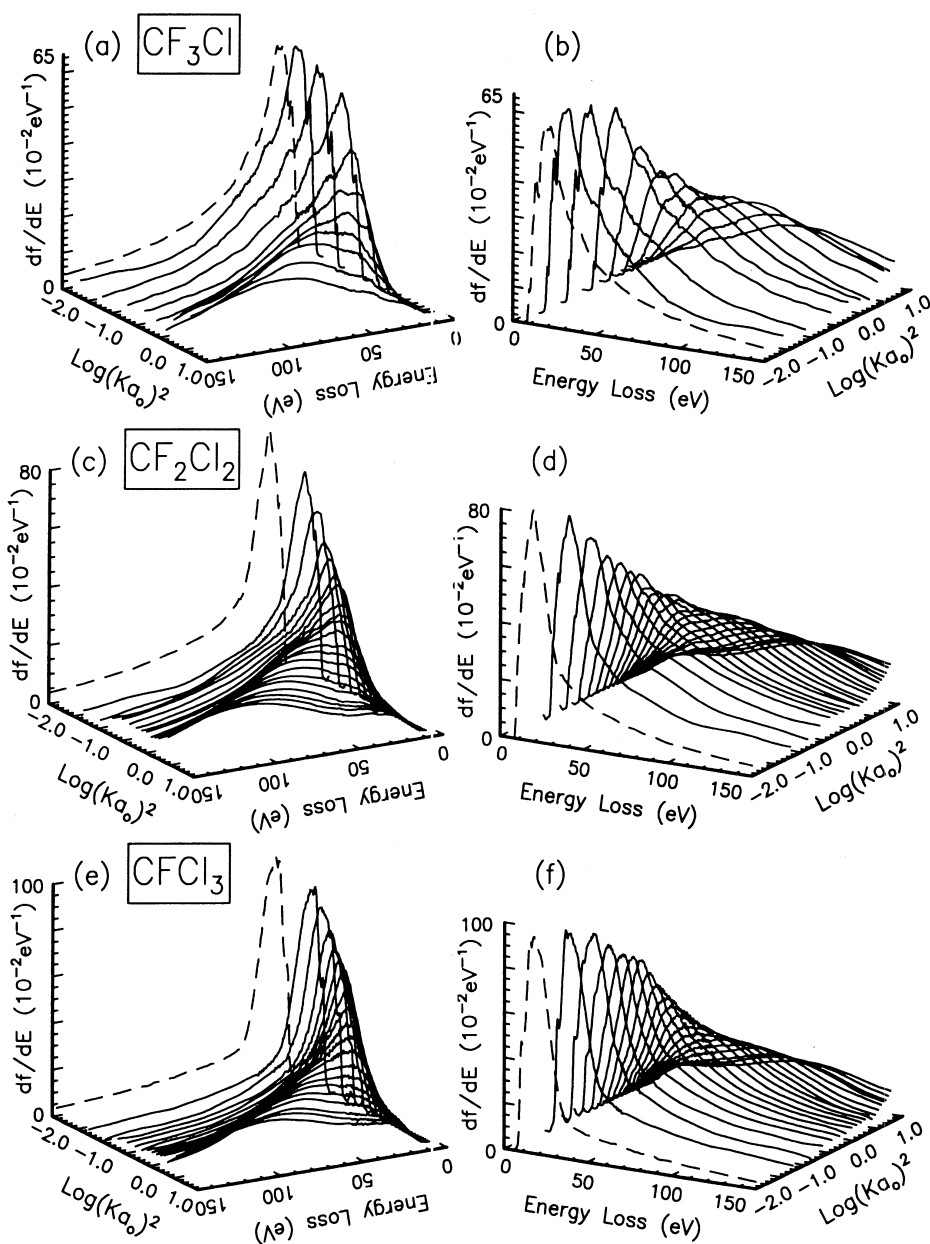 (a) CF₃Cl
65
df/dE (10⁻²eV⁻¹)
0
-2.0 -1.0 0.0 1.0
Log(Kaₒ)²
150 100 50 0
Energy Loss (eV)
(b)
65
df/dE (10⁻²eV⁻¹)
0
0 50 100 150
Energy Loss (eV)
-2.0 -1.0 0.0 1.0
Log(Kaₒ)²
(c) CF₂Cl₂
80
df/dE (10⁻²eV⁻¹)
0
-2.0 -1.0 0.0 1.0
Log(Kaₒ)²
150 100 50 0
Energy Loss (eV)
(d)
80
df/dE (10⁻²eV⁻¹)
0
0 50 100 150
Energy Loss (eV)
-2.0 -1.0 0.0 1.0
Log(Kaₒ)²
(e) CFCl₃
100
df/dE (10⁻²eV⁻¹)
0
-2.0 -1.0 0.0 1.0
Log(Kaₒ)²
150 100 50 0
Energy Loss (eV)
(f)
100
df/dE (10⁻²eV⁻¹)
0
0 50 100 150
Energy Loss (eV)
-2.0 -1.0 0.0 1.0
Log(Kaₒ)²